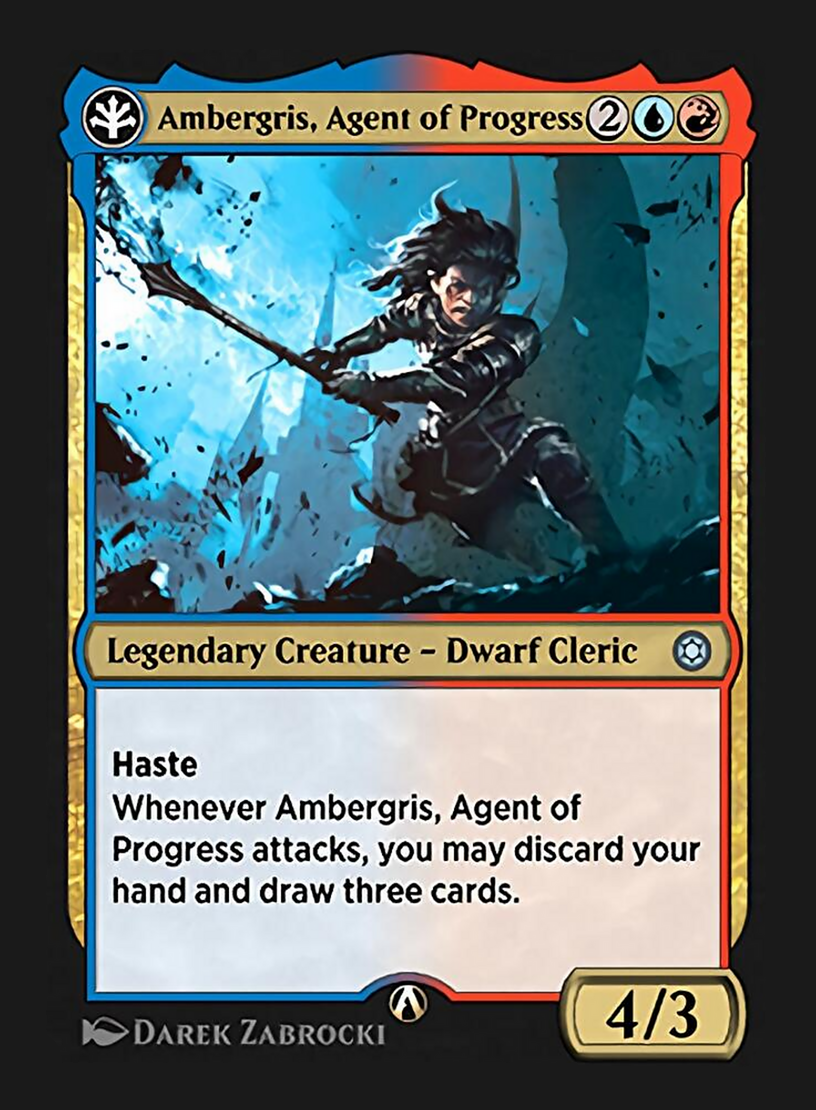 Ambergris, Agent of Progress 2
Legendary Creature – Dwarf Cleric
Haste
Whenever Ambergris, Agent of
Progress attacks, you may discard your
hand and draw three cards.
4/3
DAREK ZABROCKI